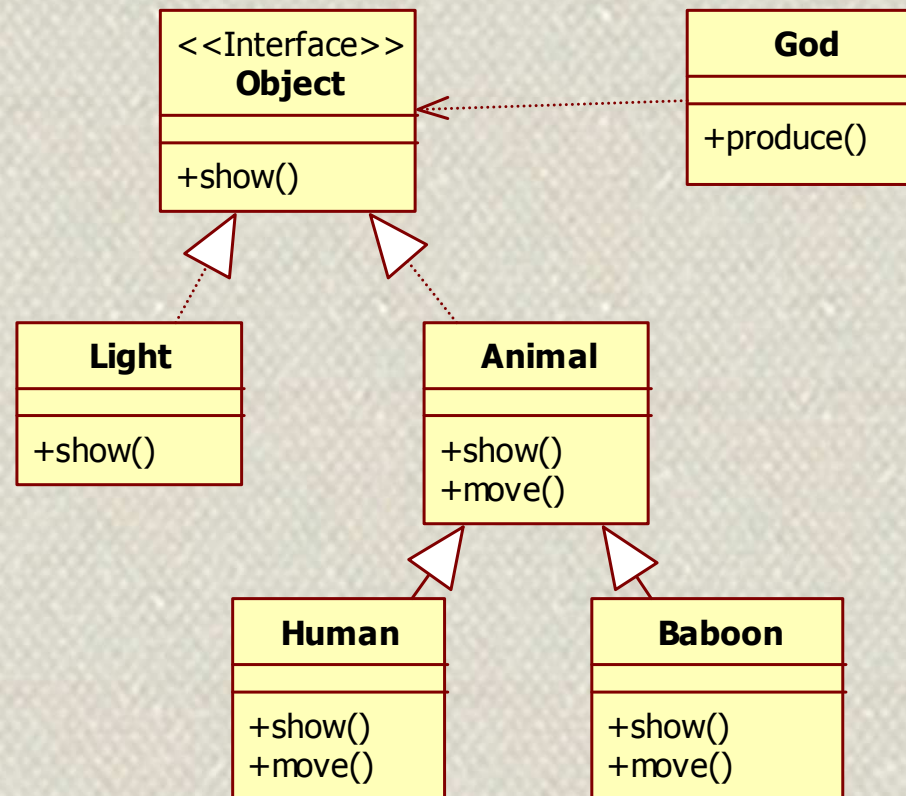 <<Interface>>
Object
+show()
God
+produce()
Light
+show()
Animal
+show()
+move()
Human
+show()
+move()
Baboon
+show()
+move()